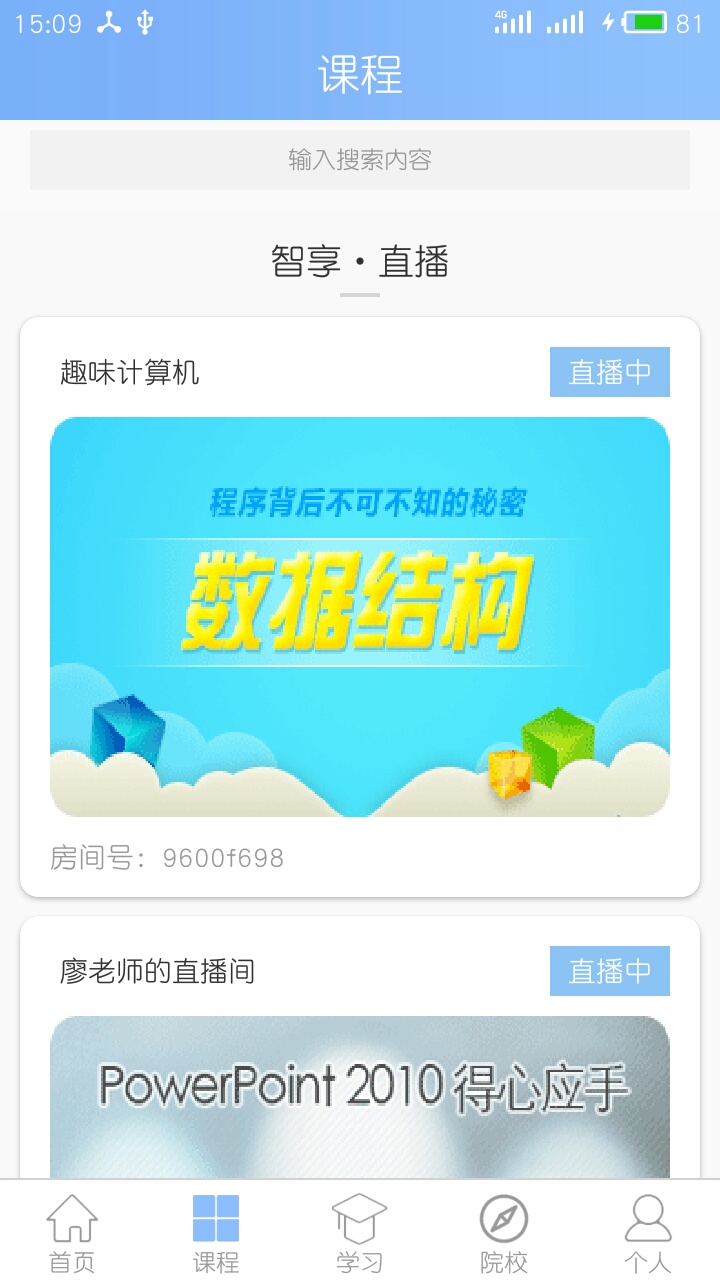 15:09
4G
81
课程
输入搜索内容
智享·直播
趣味计算机
直播中
程序背后不可不知的秘密
数据结构
房间号：9600f698
廖老师的直播间
直播中
PowerPoint 2010 得心应手
首页
课程
学习
院校
个人